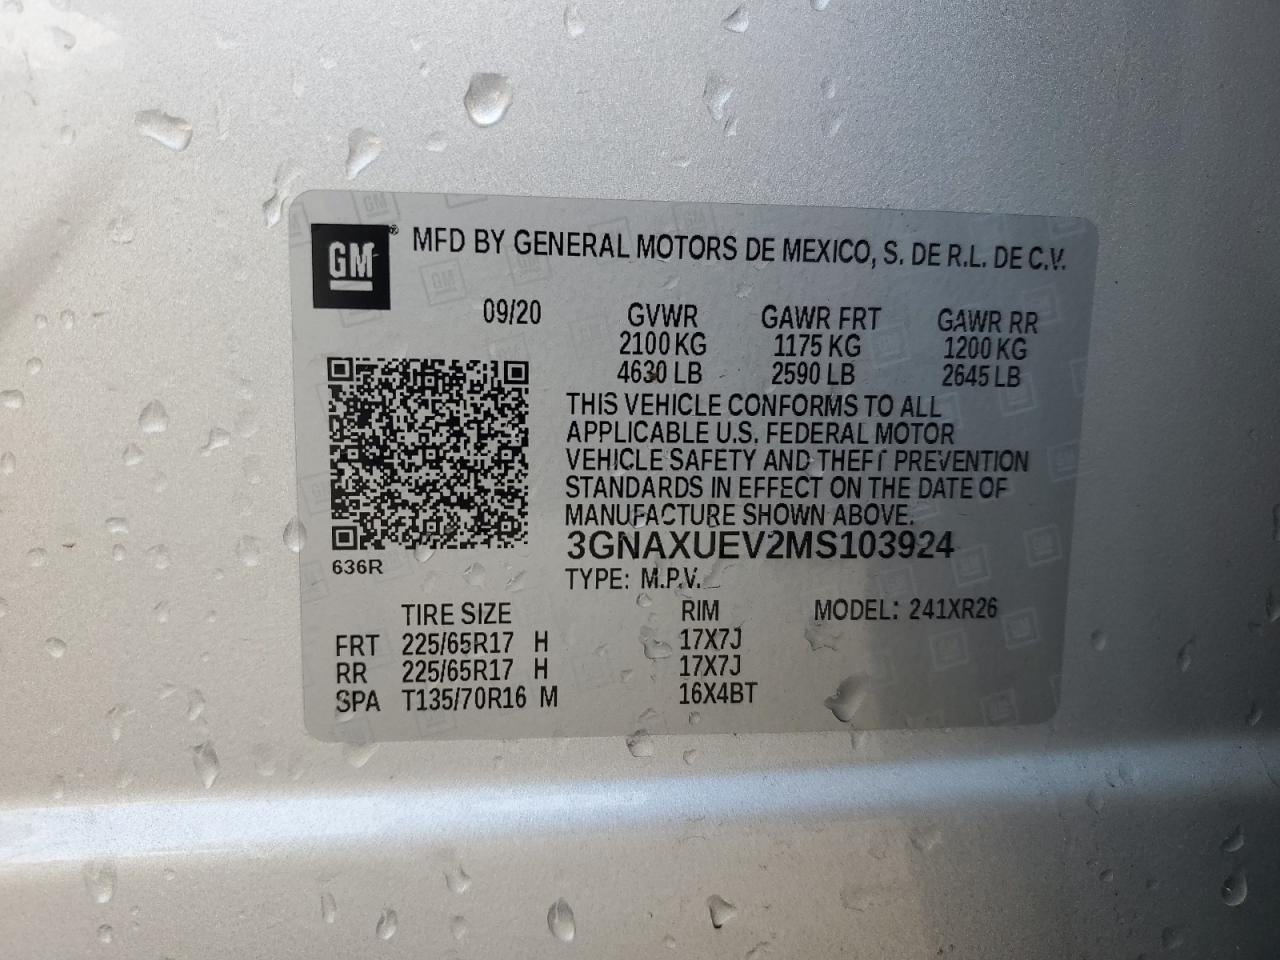 GM® MFD BY GENERAL MOTORS DE MEXICO, S. DE R.L. DE C.V.
09/20 GVWR GAWR FRT GAWR RR
2100 KG 1175 KG 1200 KG
4630 LB 2590 LB 2645 LB
THIS VEHICLE CONFORMS TO ALL
APPLICABLE U.S. FEDERAL MOTOR
VEHICLE SAFETY AND THEFT PREVENTION
STANDARDS IN EFFECT ON THE DATE OF
MANUFACTURE SHOWN ABOVE.
3GNAXUEV2MS103924
636R
TYPE: M.P.V.
TIRE SIZE RIM MODEL: 241XR26
FRT 225/65R17 H 17X7J
RR 225/65R17 H 17X7J
SPA T135/70R16 M 16X4BT